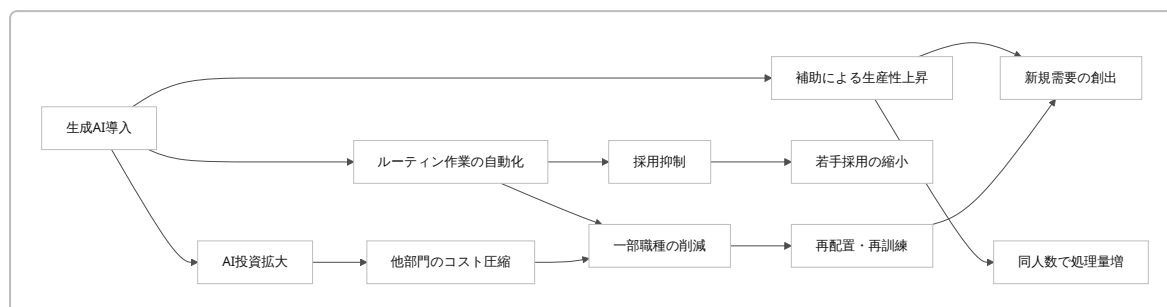 補助による生産性上昇
新規需要の創出
生成AI導入
ルーティン作業の自動化
採用抑制
若手採用の縮小
一部職種の削減
再配置・再訓練
AI投資拡大
他部門のコスト圧縮
同人数で処理量増